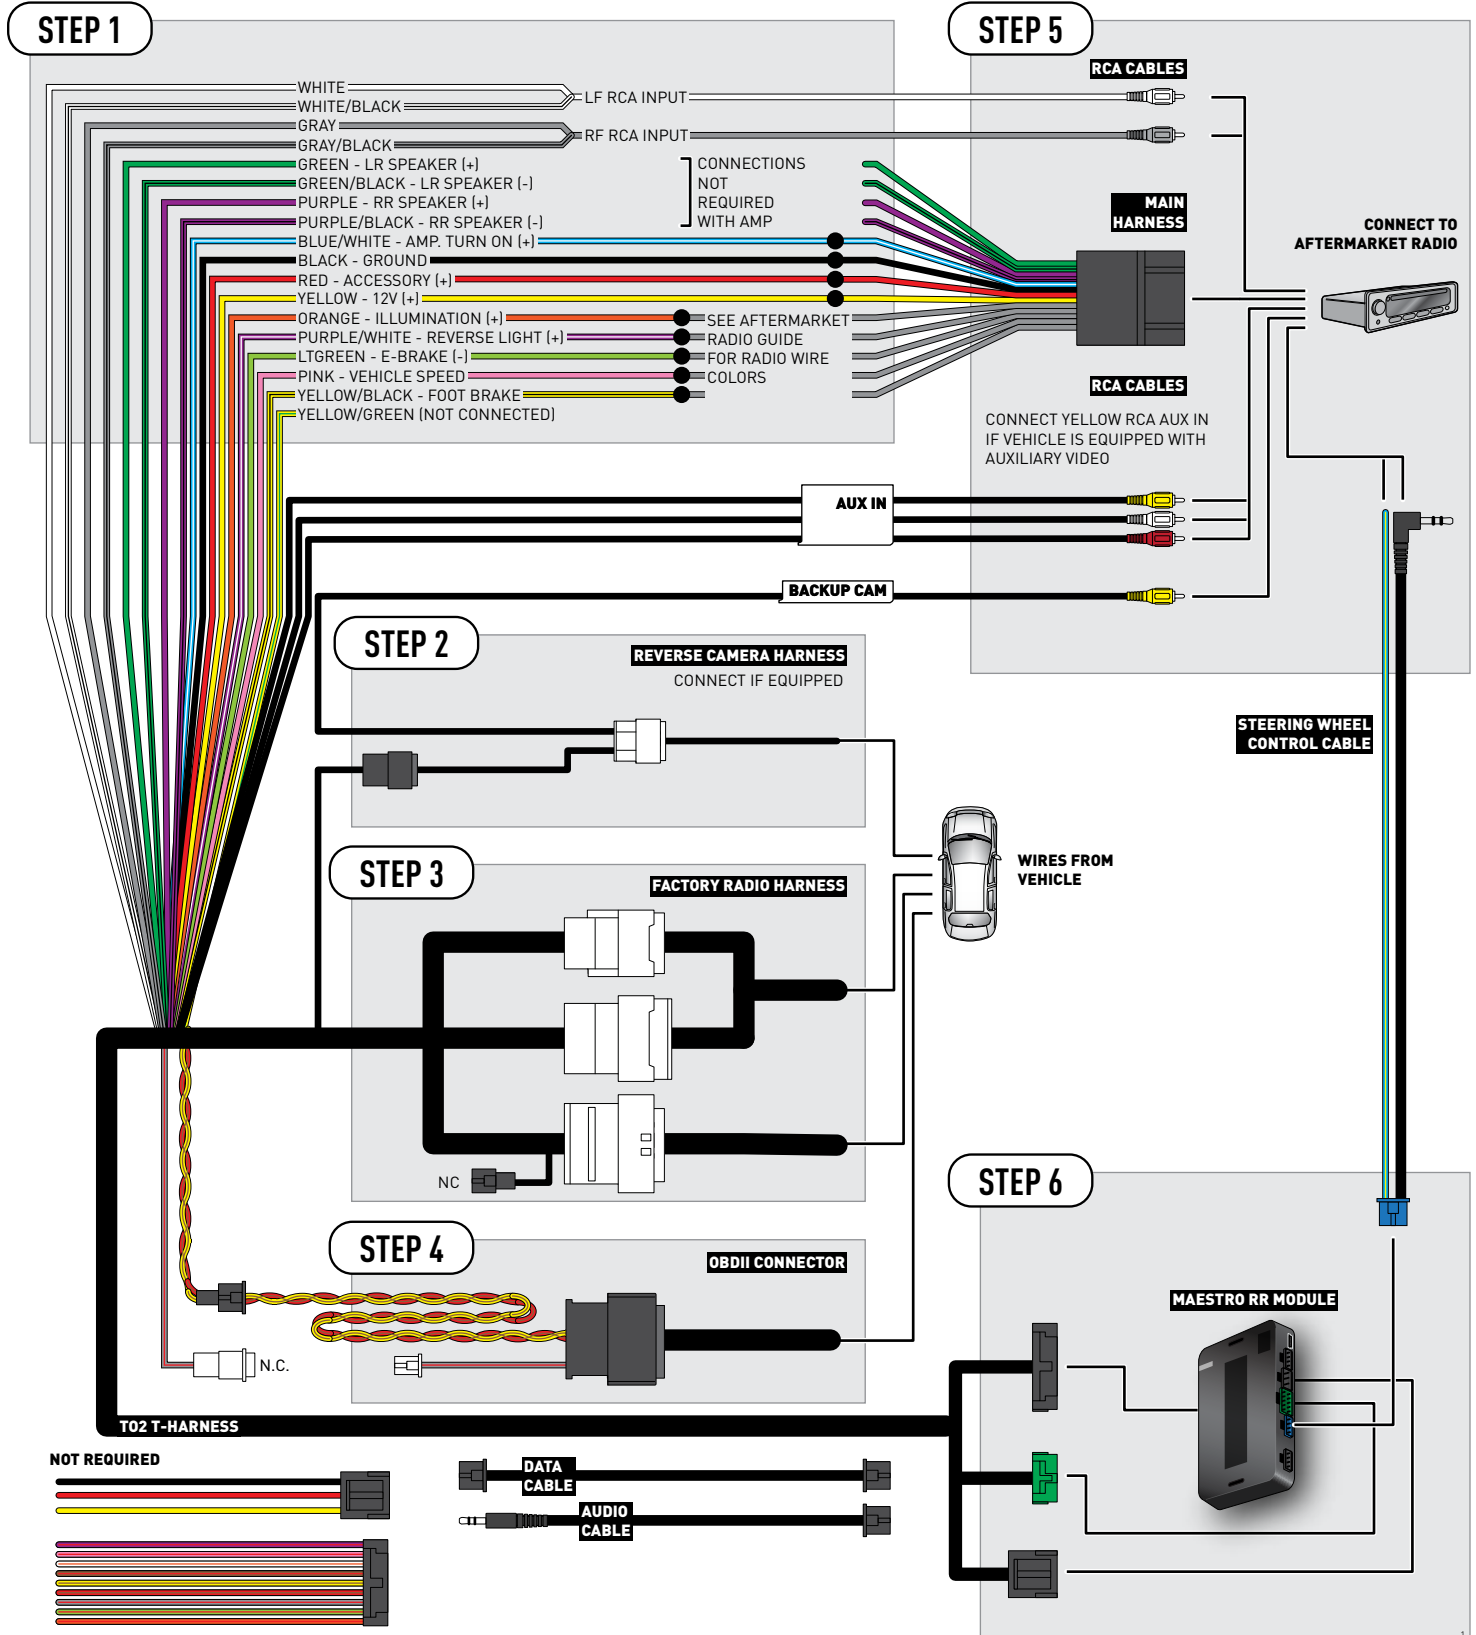 STEP 1
WHITE
WHITE/BLACK
LF RCA INPUT
GRAY
GRAY/BLACK
RF RCA INPUT
GREEN - LR SPEAKER (+)
GREEN/BLACK - LR SPEAKER (-)
PURPLE - RR SPEAKER (+)
PURPLE/BLACK - RR SPEAKER (-)
CONNECTIONS
NOT
REQUIRED
WITH AMP
BLUE/WHITE - AMP. TURN ON (+)
BLACK - GROUND
RED - ACCESSORY (+)
YELLOW - 12V (+)
ORANGE - ILLUMINATION (+)
PURPLE/WHITE - REVERSE LIGHT (+)
LTGREEN - E-BRAKE (-)
PINK - VEHICLE SPEED
YELLOW/BLACK - FOOT BRAKE
YELLOW/GREEN (NOT CONNECTED)
SEE AFTERMARKET
RADIO GUIDE
FOR RADIO WIRE
COLORS
STEP 5
RCA CABLES
MAIN
HARNESS
CONNECT TO
AFTERMARKET RADIO
RCA CABLES
CONNECT YELLOW RCA AUX IN
IF VEHICLE IS EQUIPPED WITH
AUXILIARY VIDEO
AUX IN
BACKUP CAM
STEP 2
REVERSE CAMERA HARNESS
CONNECT IF EQUIPPED
STEERING WHEEL
CONTROL CABLE
WIRES FROM
VEHICLE
STEP 3
FACTORY RADIO HARNESS
NC
STEP 4
OBDII CONNECTOR
N.C.
STEP 6
MAESTRO RR MODULE
TO2 T-HARNESS
NOT REQUIRED
DATA
CABLE
AUDIO
CABLE
1